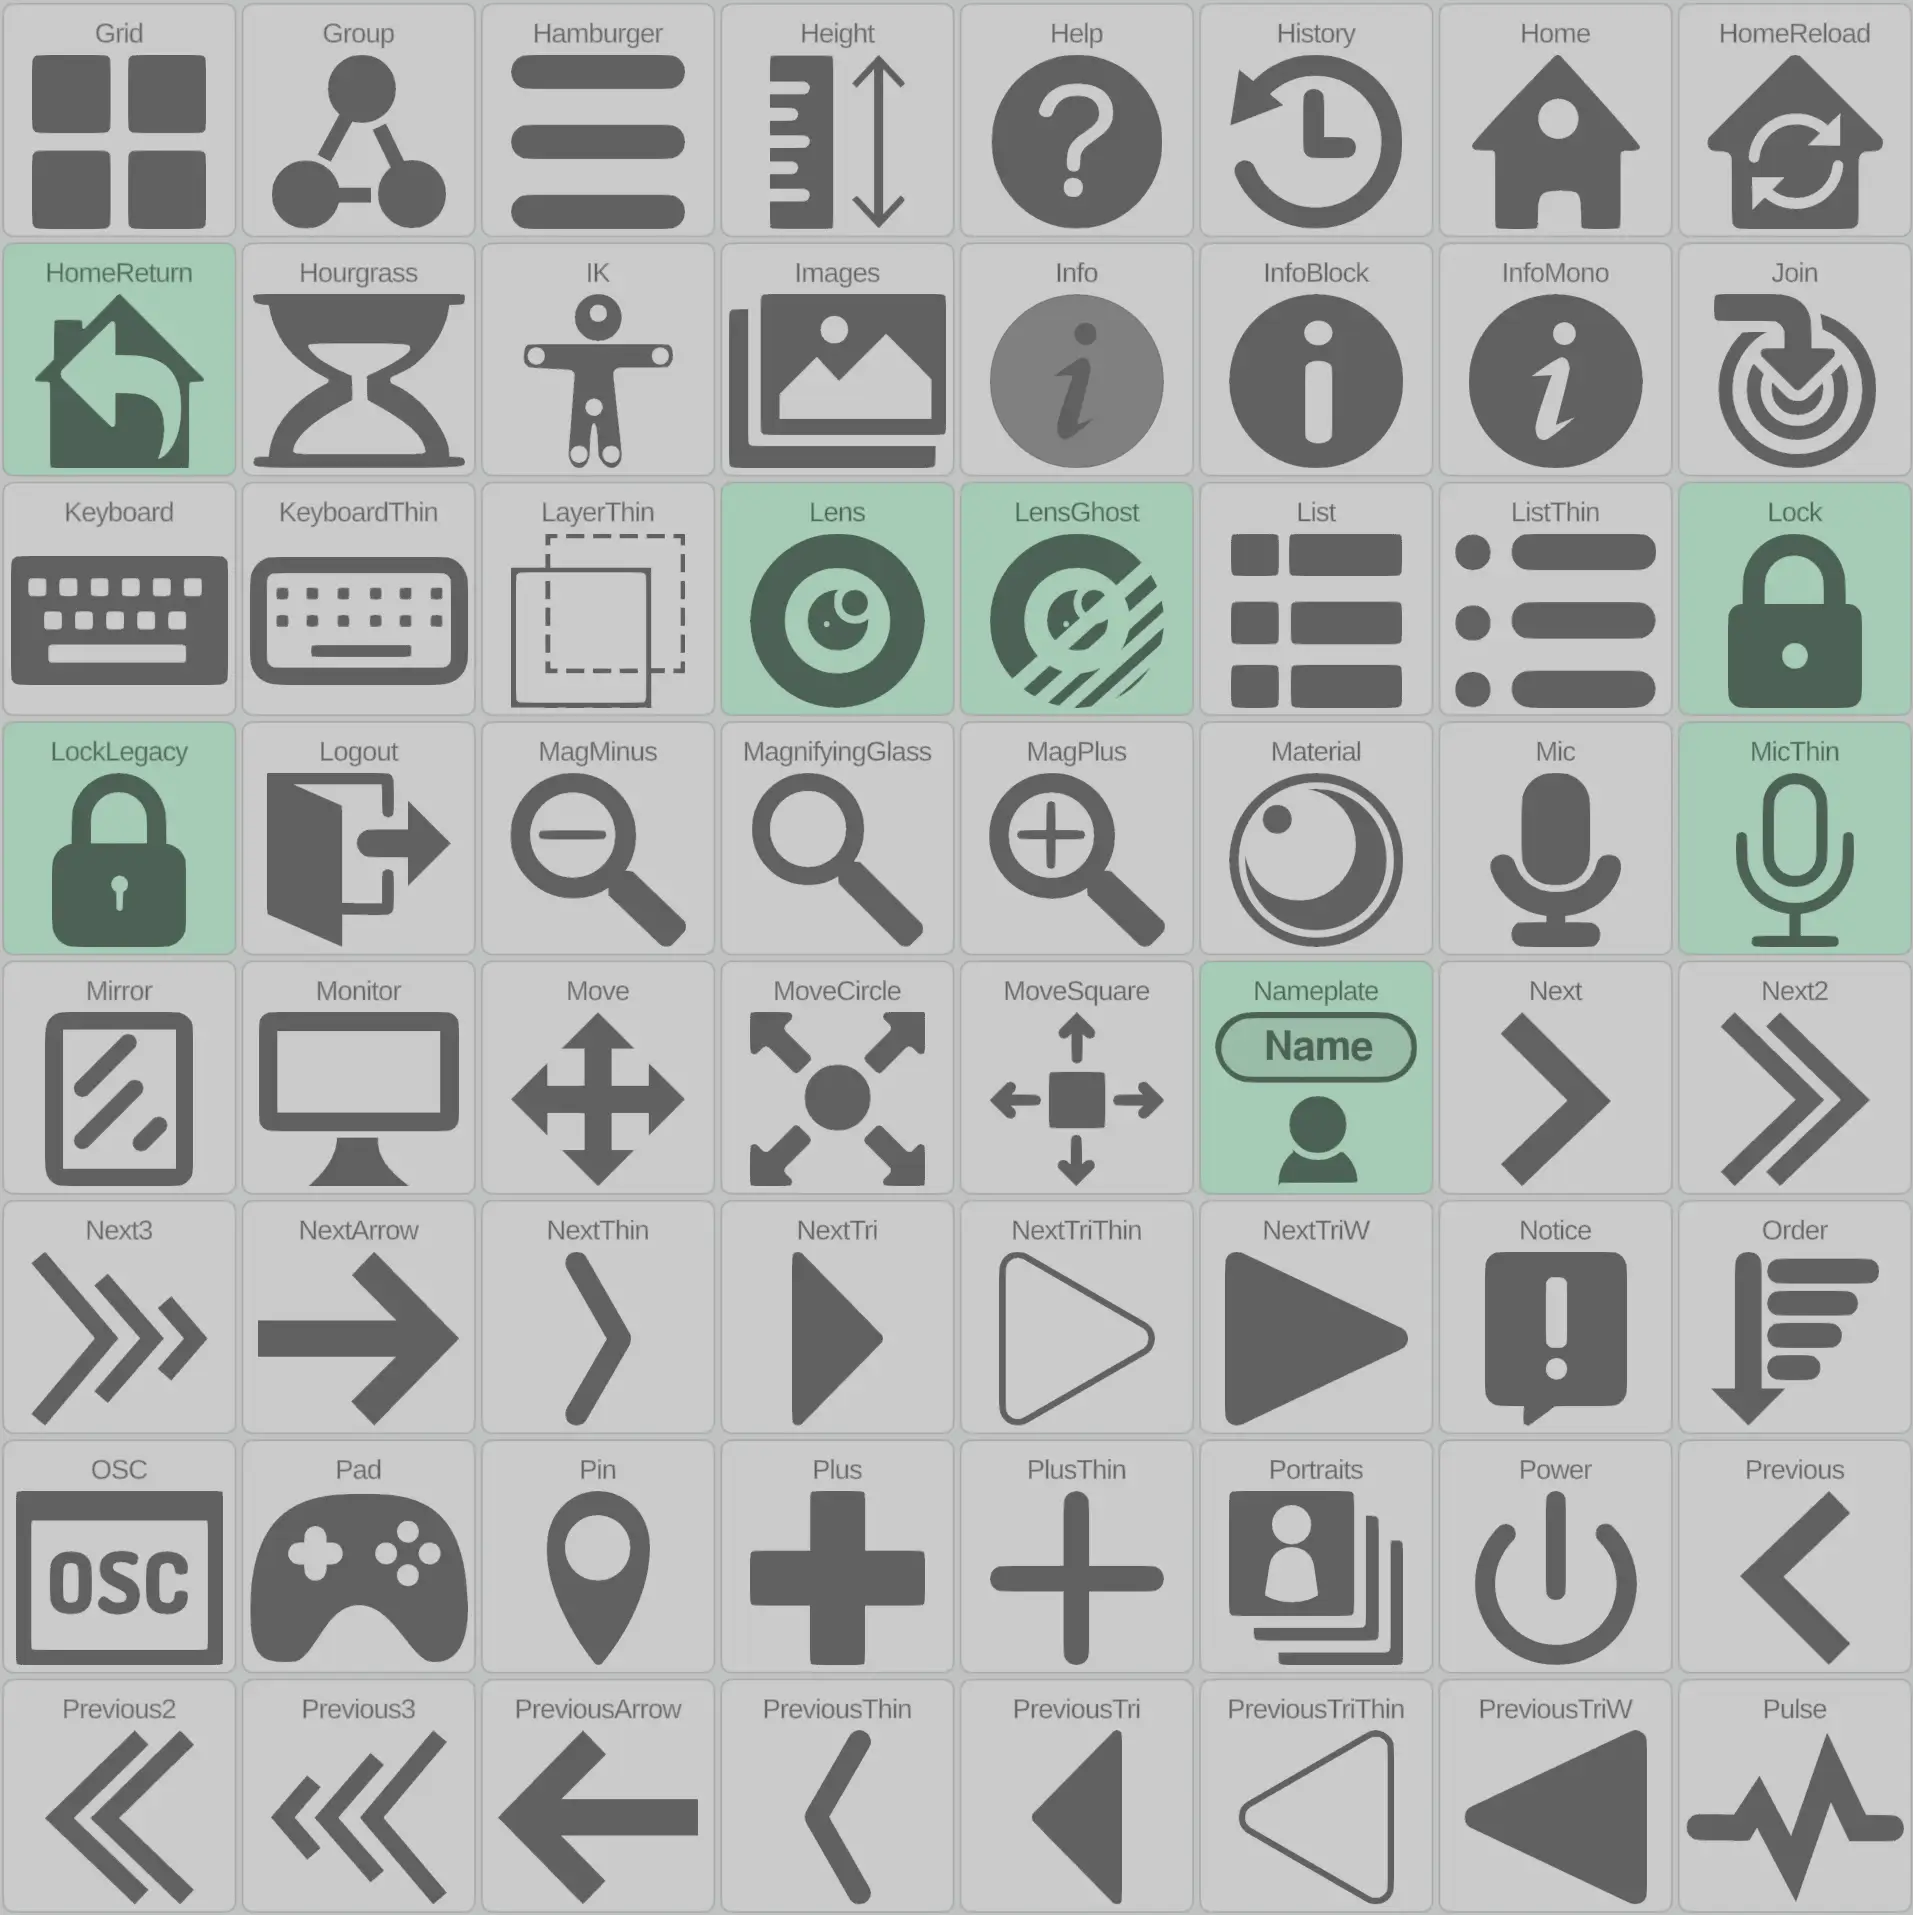 Grid Group Hamburger Height Help History Home HomeReload
HomeReturn Hourgrass IK Images Info InfoBlock InfoMono Join
Keyboard KeyboardThin LayerThin Lens LensGhost List ListThin Lock
LockLegacy Logout MagMinus MagnifyingGlass MagPlus Material Mic MicThin
Mirror Monitor Move MoveCircle MoveSquare Nameplate Next Next2
Name
Next3 NextArrow NextThin NextTri NextTriThin NextTriW Notice Order
OSC Pad Pin Plus PlusThin Portraits Power Previous
OSC
Previous2 Previous3 PreviousArrow PreviousThin PreviousTri PreviousTriThin PreviousTriW Pulse